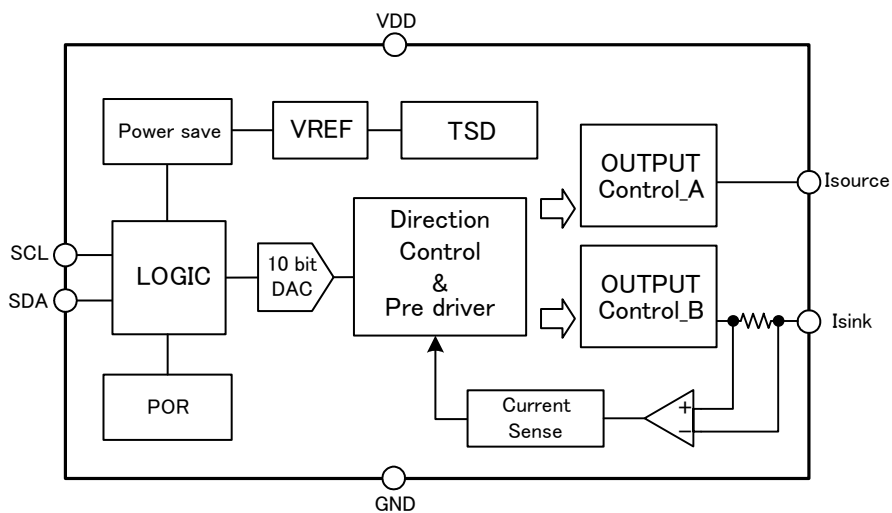 VDD
Power save
VREF
TSD
OUTPUT
Control_A
Isource
SCL
SDA
LOGIC
10 bit
DAC
Direction
Control
&
Pre driver
OUTPUT
Control_B
Isink
POR
Current
Sense
+
−
GND